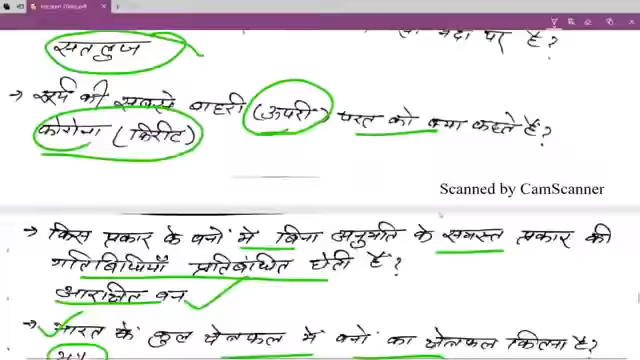 पर है?
सतलुज
→ सूर्य की सबसे बाहरी (ऊपरी) परत को क्या कहते हैं?
कोरोना (किरीट)
Scanned by CamScanner
→ किस प्रकार के वनों में बिना अनुमति के समस्त प्रकार की
गतिविधियाँ प्रतिबंधित होती हैं?
आरक्षित वन
→ भारत के कुल क्षेत्रफल में वनों का क्षेत्रफल कितना है?